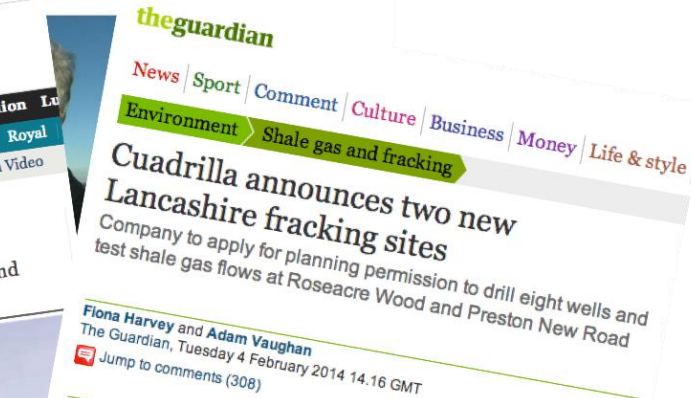 theguardian
News Sport Comment Culture Business Money Life & style
Environment Shale gas and fracking
Cuadrilla announces two new
Lancashire fracking sites
Company to apply for planning permission to drill eight wells and
test shale gas flows at Roseacre Wood and Preston New Road
Fiona Harvey and Adam Vaughan
The Guardian, Tuesday 4 February 2014 14.16 GMT
Jump to comments (308)
Royal
Video